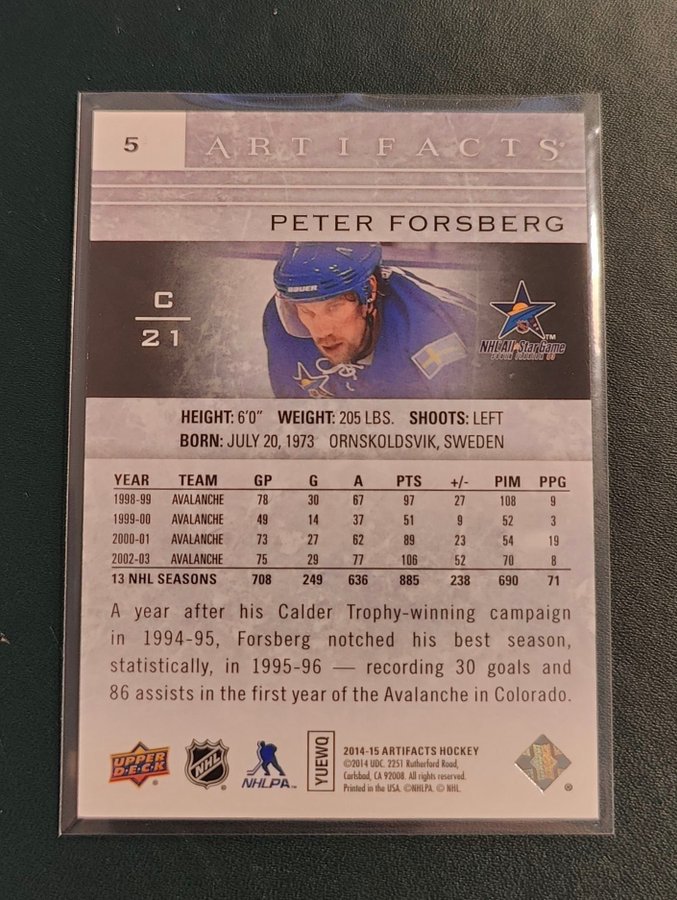 5
ARTIFACTS
PETER FORSBERG
BAUER
C
21
NHL All-Star Game
HEIGHT: 6'0" WEIGHT: 205 LBS. SHOOTS: LEFT
BORN: JULY 20, 1973 ORNSKOLDSVIK, SWEDEN
YEAR TEAM GP G A PTS +/- PIM PPG
1998-99 AVALANCHE 78 30 67 97 27 108 9
1999-00 AVALANCHE 49 14 37 51 9 52 3
2000-01 AVALANCHE 73 27 62 89 23 54 19
2002-03 AVALANCHE 75 29 77 106 52 70 8
13 NHL SEASONS 708 249 636 885 238 690 71
A year after his Calder Trophy-winning campaign
in 1994-95, Forsberg notched his best season,
statistically, in 1995-96 — recording 30 goals and
86 assists in the first year of the Avalanche in Colorado.
UPPER DECK
NHL
NHLPA
YUEWQ
2014-15 ARTIFACTS HOCKEY
©2014 UDC. 2251 Rutherford Road,
Carlsbad, CA 92008. All rights reserved.
Printed in the USA. ©NHLPA. © NHL.